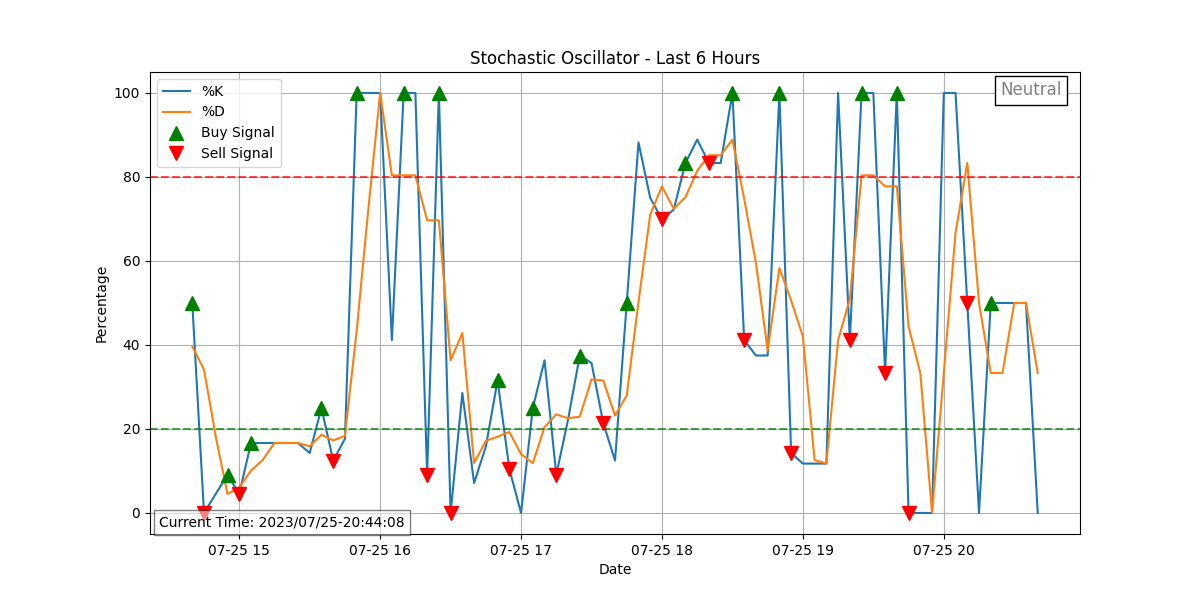 Stochastic Oscillator - Last 6 Hours
%K
%D
Buy Signal
Sell Signal
Neutral
Percentage
100
80
60
40
20
0
Current Time: 2023/07/25-20:44:08
07-25 15
07-25 16
07-25 17
07-25 18
07-25 19
07-25 20
Date